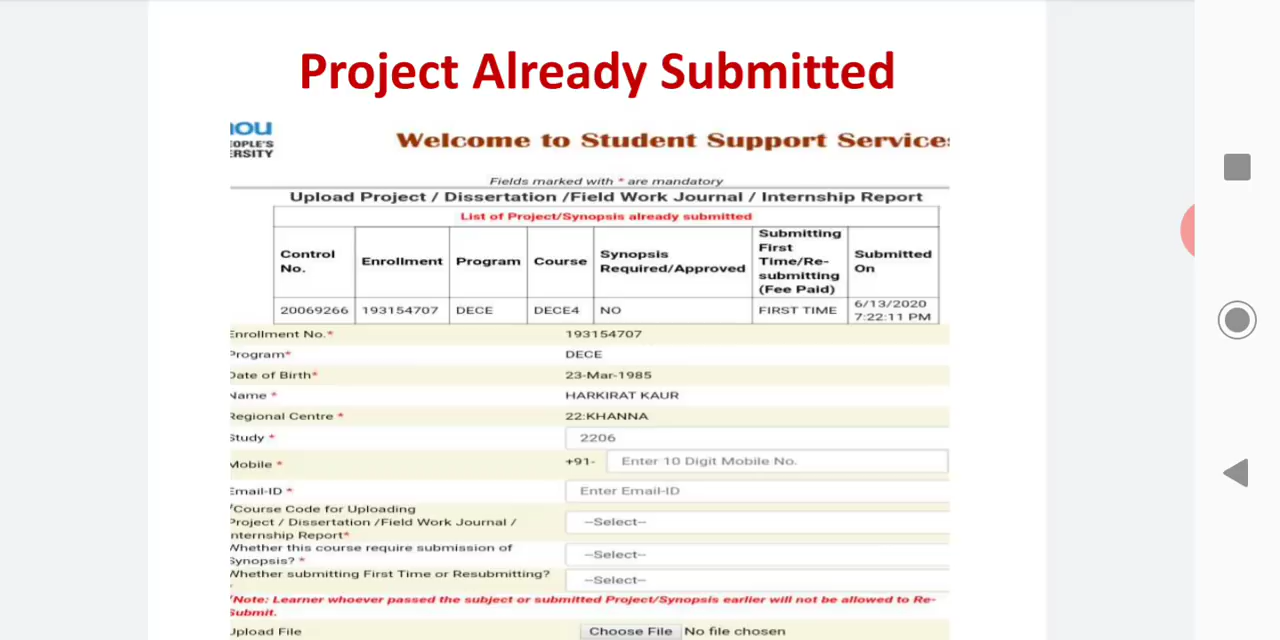 Project Already Submitted
nou
EOPLE'S
ERSITY
Welcome to Student Support Service
Fields marked with * are mandatory
Upload Project / Dissertation /Field Work Journal / Internship Report
List of Project/Synopsis already submitted
Control No. Enrollment Program Course Synopsis Required/Approved Submitting First Time/Re-submitting (Fee Paid) Submitted On
20069266 193154707 DECE DECE4 NO FIRST TIME 6/13/2020 7:22:11 PM
Enrollment No.* 193154707
Program* DECE
Date of Birth* 23-Mar-1985
Name * HARKIRAT KAUR
Regional Centre * 22:KHANNA
Study * 2206
Mobile * +91- Enter 10 Digit Mobile No.
Email-ID * Enter Email-ID
/Course Code for Uploading
Project / Dissertation /Field Work Journal / --Select--
Internship Report*
Whether this course require submission of
Synopsis? * --Select--
Whether submitting First Time or Resubmitting? --Select--
*
*Note: Learner whoever passed the subject or submitted Project/Synopsis earlier will not be allowed to Re-
Submit.
Upload File Choose File No file chosen